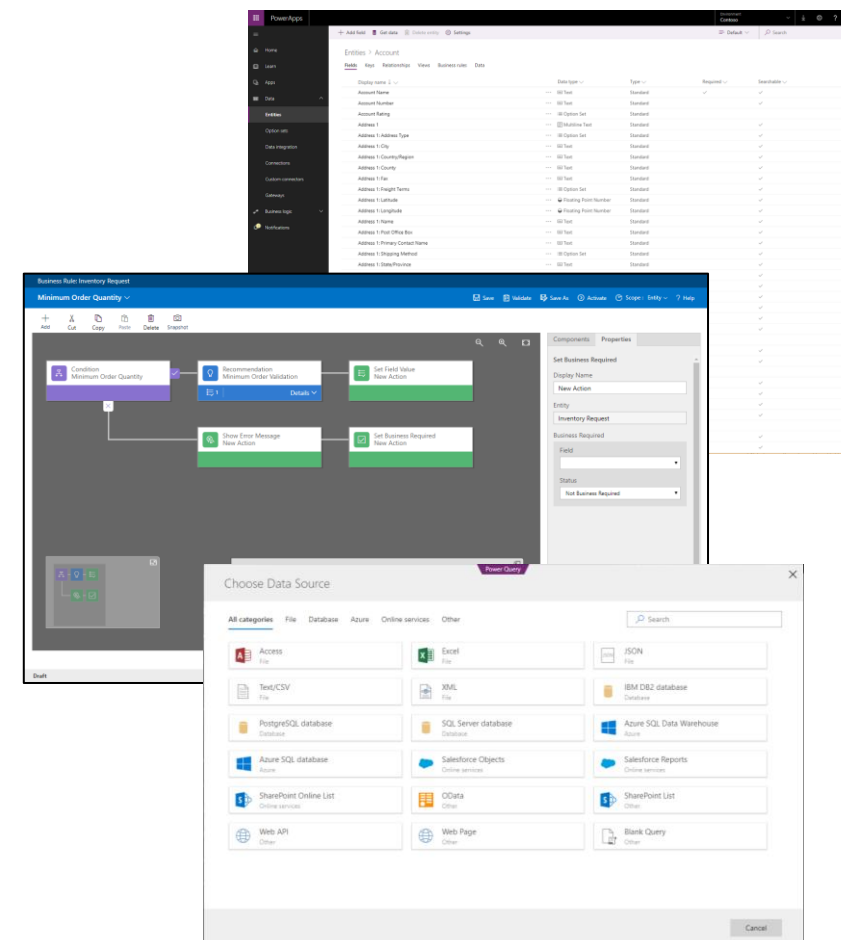 PowerApps
Environment
Contoso
?
+ Add field Get data Delete entity Settings
Default
Search
Home
Learn
Apps
Data
Entities
Option sets
Data integration
Connections
Custom connectors
Gateways
Business logic
Notifications
Entities > Account
Fields Keys Relationships Views Business rules Data
Display name Data type Type Required Searchable
Account Name ... Text Standard
Account Number ... Text Standard
Account Rating ... Option Set Standard
Address 1 ... Multiline Text Standard
Address 1: Address Type ... Option Set Standard
Address 1: City ... Text Standard
Address 1: Country/Region ... Text Standard
Address 1: County ... Text Standard
Address 1: Fax ... Text Standard
Address 1: Freight Terms ... Option Set Standard
Address 1: Latitude ... Floating Point Number Standard
Address 1: Longitude ... Floating Point Number Standard
Address 1: Name ... Text Standard
Address 1: Post Office Box ... Text Standard
Address 1: Primary Contact Name ... Text Standard
Address 1: Shipping Method ... Option Set Standard
Address 1: State/Province ... Text Standard
Business Rule: Inventory Request
Minimum Order Quantity
Save Validate Save As Activate Scope: Entity ? Help
Add Cut Copy Paste Delete Snapshot
Condition
Minimum Order Quantity
Recommendation
Minimum Order Validation
1 Details
Set Field Value
New Action
Show Error Message
New Action
Set Business Required
New Action
Components Properties
Set Business Required
Display Name
New Action
Entity
Inventory Request
Business Required
Field
Status
Not Business Required
Draft
Power Query
Choose Data Source
All categories File Database Azure Online services Other
Search
Access
File
Excel
File
JSON
File
Text/CSV
File
XML
File
IBM DB2 database
Database
PostgreSQL database
Database
SQL Server database
Database
Azure SQL Data Warehouse
Azure
Azure SQL database
Azure
Salesforce Objects
Online services
Salesforce Reports
Online services
SharePoint Online List
Online services
OData
Other
SharePoint List
Other
Web API
Other
Web Page
Other
Blank Query
Other
Cancel